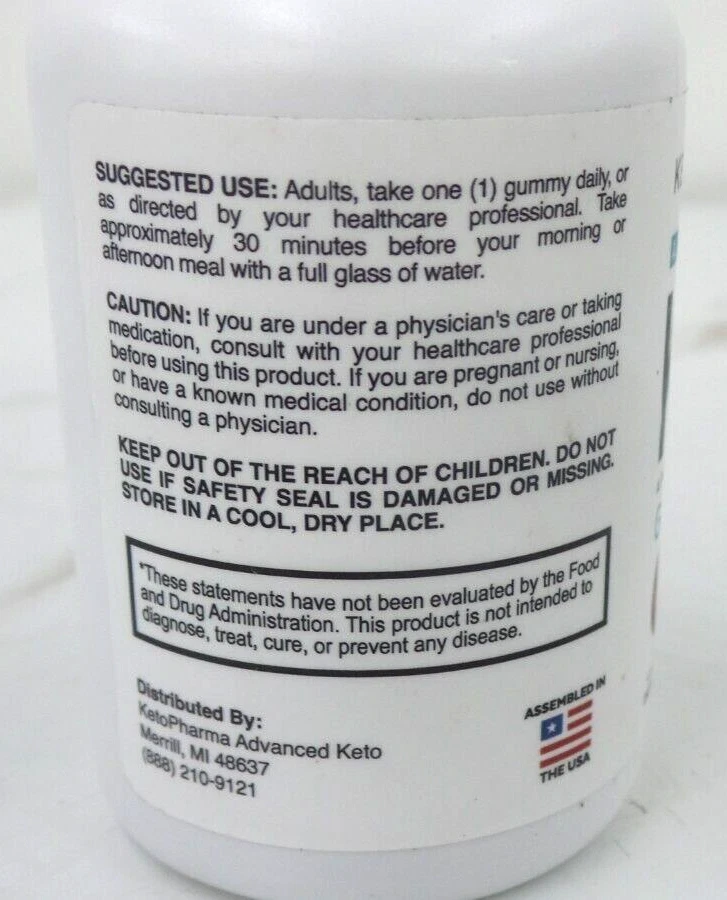 SUGGESTED USE: Adults, take one (1) gummy daily, or
as directed by your healthcare professional. Take
approximately 30 minutes before your morning or
afternoon meal with a full glass of water.
CAUTION: If you are under a physician's care or taking
medication, consult with your healthcare professional
before using this product. If you are pregnant or nursing,
or have a known medical condition, do not use without
consulting a physician.
KEEP OUT OF THE REACH OF CHILDREN. DO NOT
USE IF SAFETY SEAL IS DAMAGED OR MISSING.
STORE IN A COOL, DRY PLACE.
*These statements have not been evaluated by the Food
and Drug Administration. This product is not intended to
diagnose, treat, cure, or prevent any disease.
Distributed By:
KetoPharma Advanced Keto
Merrill, MI 48637
(888) 210-9121
ASSEMBLED IN
THE USA